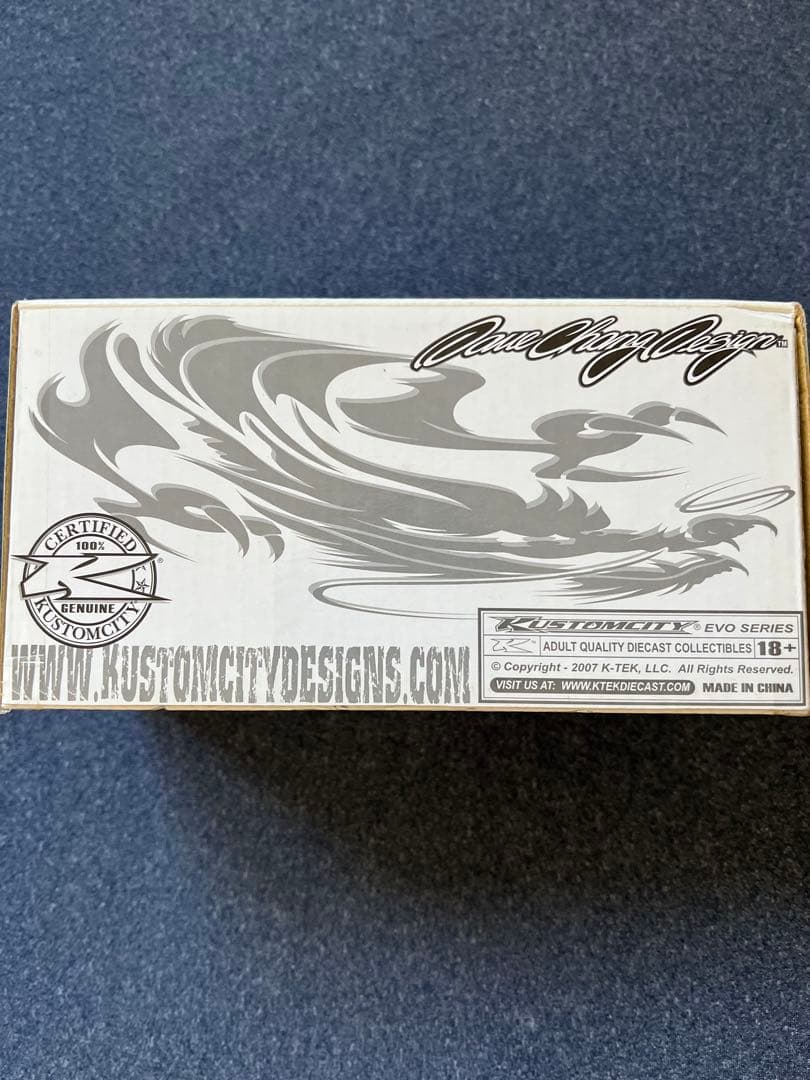 Dave Chang Design™
CERTIFIED
100%
GENUINE
KUSTOMCITY®
WWW.KUSTOMCITYDESIGNS.COM
KUSTOMCITY® EVO SERIES
ADULT QUALITY DIECAST COLLECTIBLES 18+
© Copyright - 2007 K-TEK, LLC. All Rights Reserved.
VISIT US AT: WWW.KTEKDIECAST.COM MADE IN CHINA